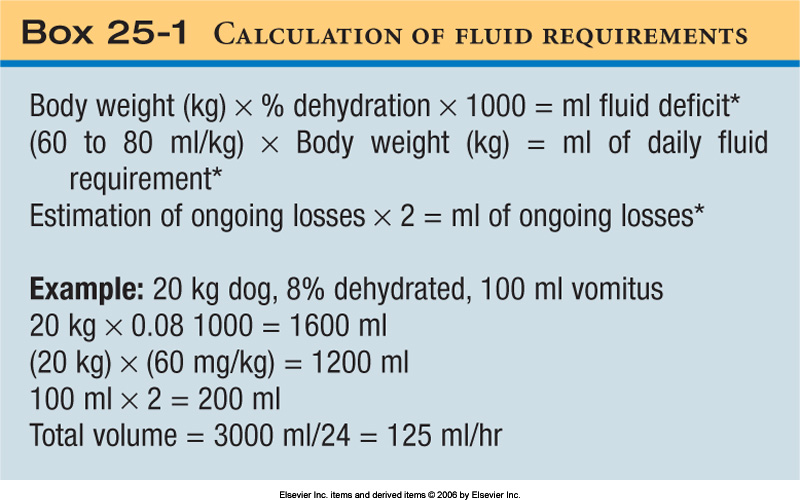 Box 25-1 CALCULATION OF FLUID REQUIREMENTS
Body weight (kg) × % dehydration × 1000 = ml fluid deficit*
(60 to 80 ml/kg) × Body weight (kg) = ml of daily fluid
requirement*
Estimation of ongoing losses × 2 = ml of ongoing losses*
Example: 20 kg dog, 8% dehydrated, 100 ml vomitus
20 kg × 0.08 1000 = 1600 ml
(20 kg) × (60 mg/kg) = 1200 ml
100 ml × 2 = 200 ml
Total volume = 3000 ml/24 = 125 ml/hr
Elsevier Inc. items and derived items © 2006 by Elsevier Inc.